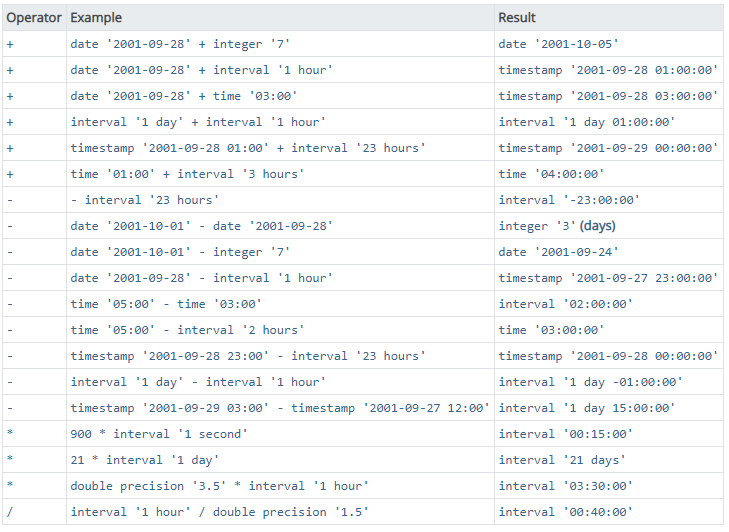 Operator Example Result
+ date '2001-09-28' + integer '7' date '2001-10-05'
+ date '2001-09-28' + interval '1 hour' timestamp '2001-09-28 01:00:00'
+ date '2001-09-28' + time '03:00' timestamp '2001-09-28 03:00:00'
+ interval '1 day' + interval '1 hour' interval '1 day 01:00:00'
+ timestamp '2001-09-28 01:00' + interval '23 hours' timestamp '2001-09-29 00:00:00'
+ time '01:00' + interval '3 hours' time '04:00:00'
- - interval '23 hours' interval '-23:00:00'
- date '2001-10-01' - date '2001-09-28' integer '3' (days)
- date '2001-10-01' - integer '7' date '2001-09-24'
- date '2001-09-28' - interval '1 hour' timestamp '2001-09-27 23:00:00'
- time '05:00' - time '03:00' interval '02:00:00'
- time '05:00' - interval '2 hours' time '03:00:00'
- timestamp '2001-09-28 23:00' - interval '23 hours' timestamp '2001-09-28 00:00:00'
- interval '1 day' - interval '1 hour' interval '1 day -01:00:00'
- timestamp '2001-09-29 03:00' - timestamp '2001-09-27 12:00' interval '1 day 15:00:00'
* 900 * interval '1 second' interval '00:15:00'
* 21 * interval '1 day' interval '21 days'
* double precision '3.5' * interval '1 hour' interval '03:30:00'
/ interval '1 hour' / double precision '1.5' interval '00:40:00'